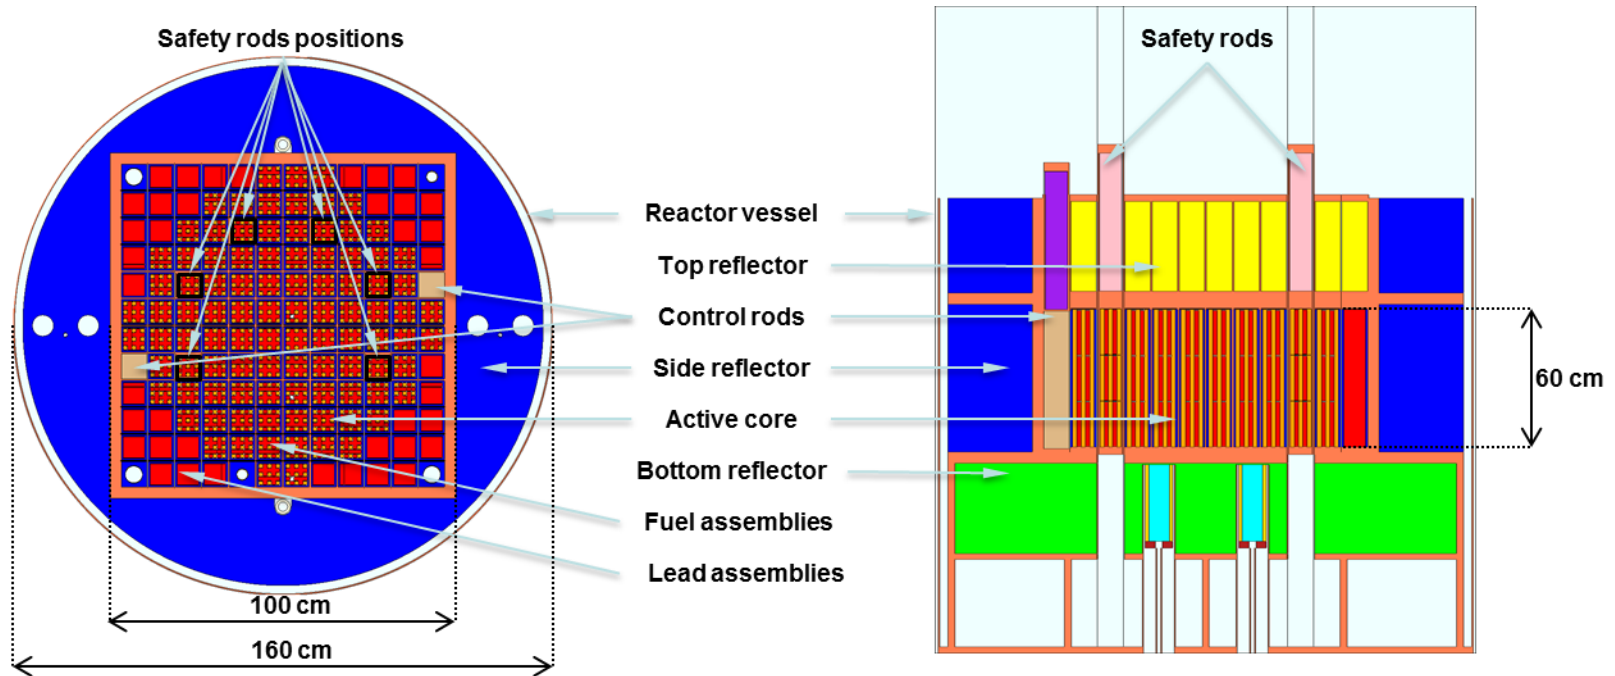 Safety rods positions
Safety rods
Reactor vessel
Top reflector
Control rods
Side reflector
60 cm
Active core
Bottom reflector
Fuel assemblies
Lead assemblies
100 cm
160 cm